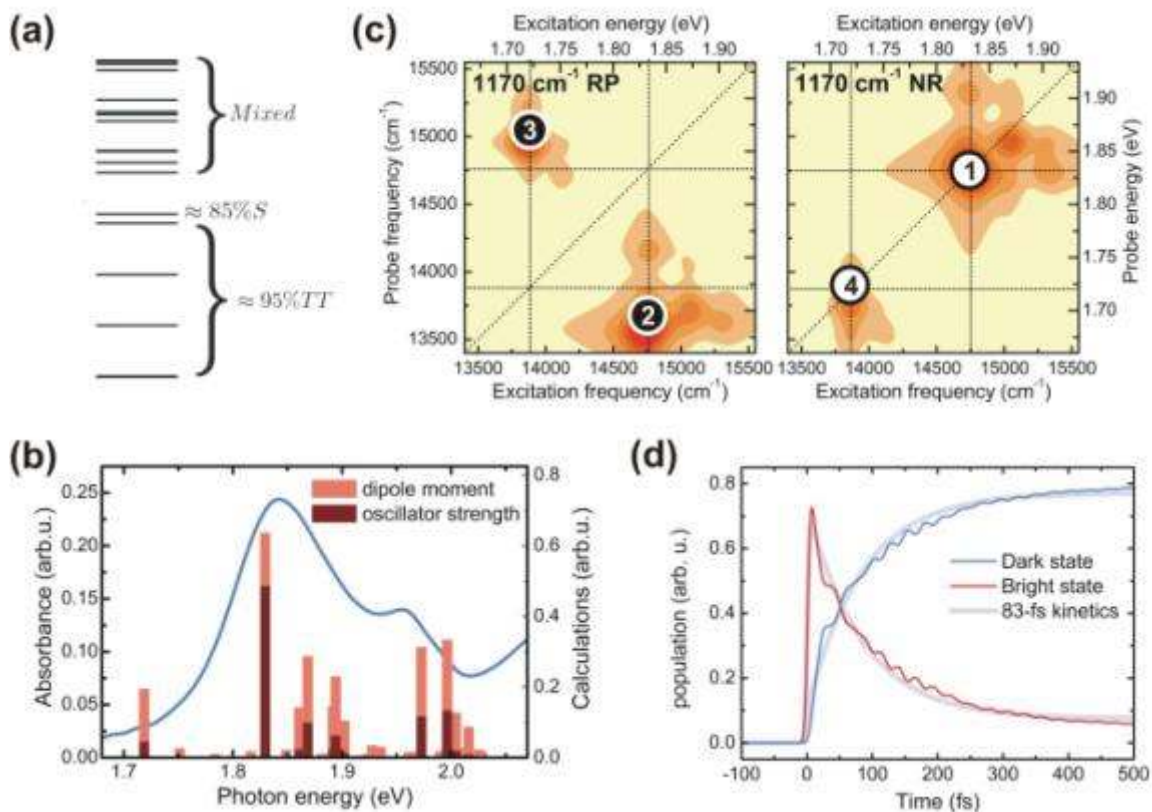 (a)
Mixed
≈ 85%S
≈ 95%TT
(c)
Excitation energy (eV)
1.70 1.75 1.80 1.85 1.90
1170 cm⁻¹ RP
15500
15000
14500
14000
13500
Probe frequency (cm⁻¹)
3
2
13500 14000 14500 15000 15500
Excitation frequency (cm⁻¹)
Excitation energy (eV)
1.70 1.75 1.80 1.85 1.90
1170 cm⁻¹ NR
1
4
1.90
1.85
1.80
1.75
1.70
Probe energy (eV)
13500 14000 14500 15000 15500
Excitation frequency (cm⁻¹)
(b)
dipole moment
oscillator strength
0.25
0.20
0.15
0.10
0.05
0.00
Absorbance (arb.u.)
0.8
0.6
0.4
0.2
0.0
Calculations (arb.u.)
1.7 1.8 1.9 2.0
Photon energy (eV)
(d)
0.8
0.6
0.4
0.2
0.0
population (arb. u.)
Dark state
Bright state
83-fs kinetics
-100 0 100 200 300 400 500
Time (fs)